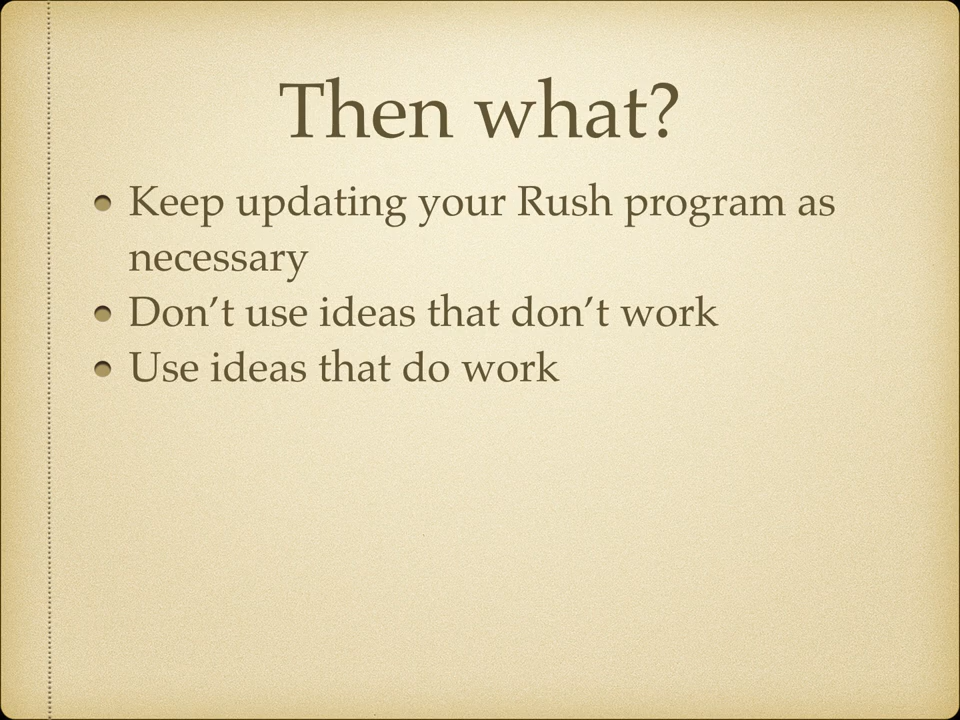 Then what?
Keep updating your Rush program as
necessary
Don’t use ideas that don’t work
Use ideas that do work